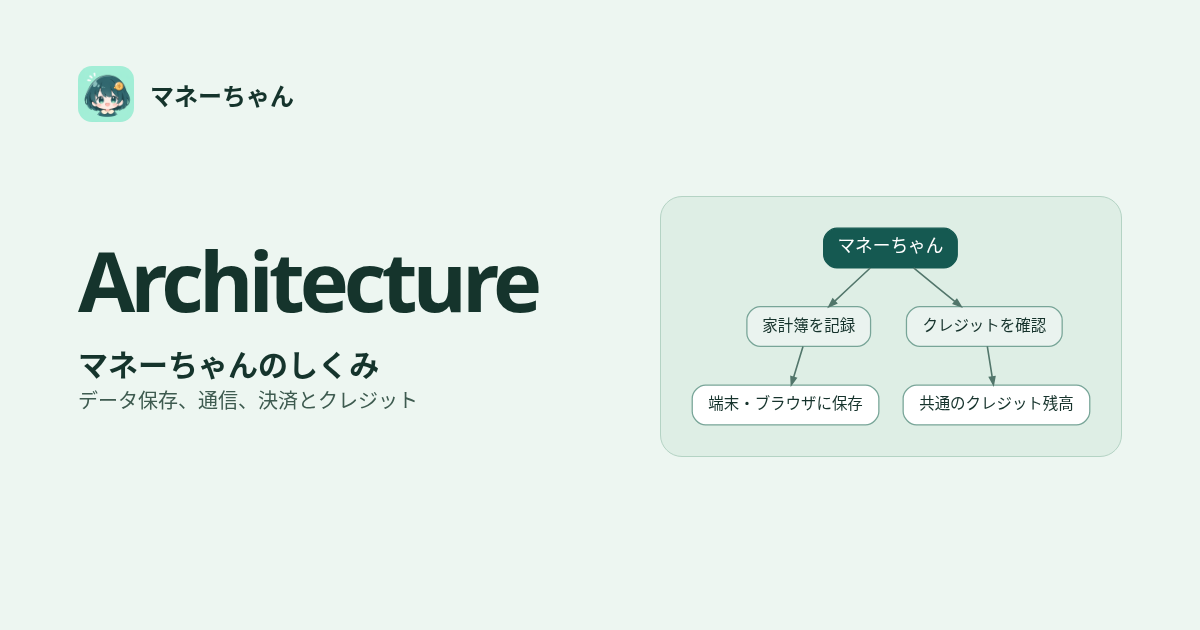 マネーちゃん
Architecture
マネーちゃんのしくみ
データ保存、通信、決済とクレジット
マネーちゃん
家計簿を記録
クレジットを確認
端末・ブラウザに保存
共通のクレジット残高